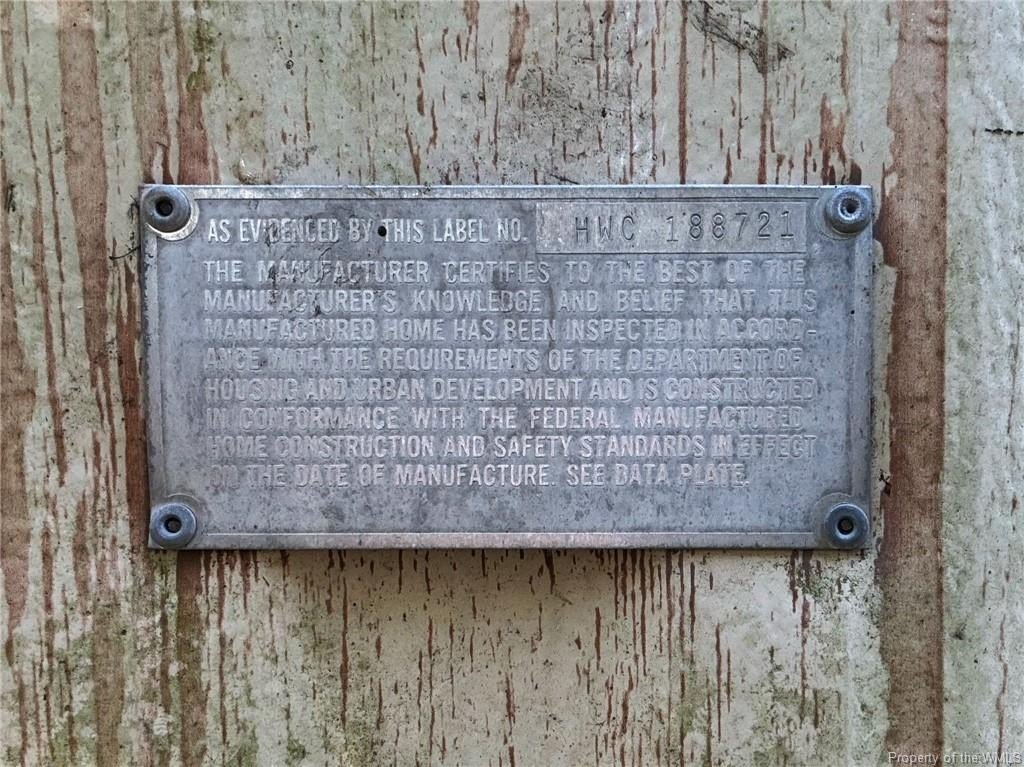 AS EVIDENCED BY THIS LABEL NO. HWC 188721
THE MANUFACTURER CERTIFIES TO THE BEST OF THE
MANUFACTURER'S KNOWLEDGE AND BELIEF THAT THIS
MANUFACTURED HOME HAS BEEN INSPECTED IN ACCORD-
ANCE WITH THE REQUIREMENTS OF THE DEPARTMENT OF
HOUSING AND URBAN DEVELOPMENT AND IS CONSTRUCTED
IN CONFORMANCE WITH THE FEDERAL MANUFACTURED
HOME CONSTRUCTION AND SAFETY STANDARDS IN EFFECT
ON THE DATE OF MANUFACTURE. SEE DATA PLATE.
Property of the WMLS